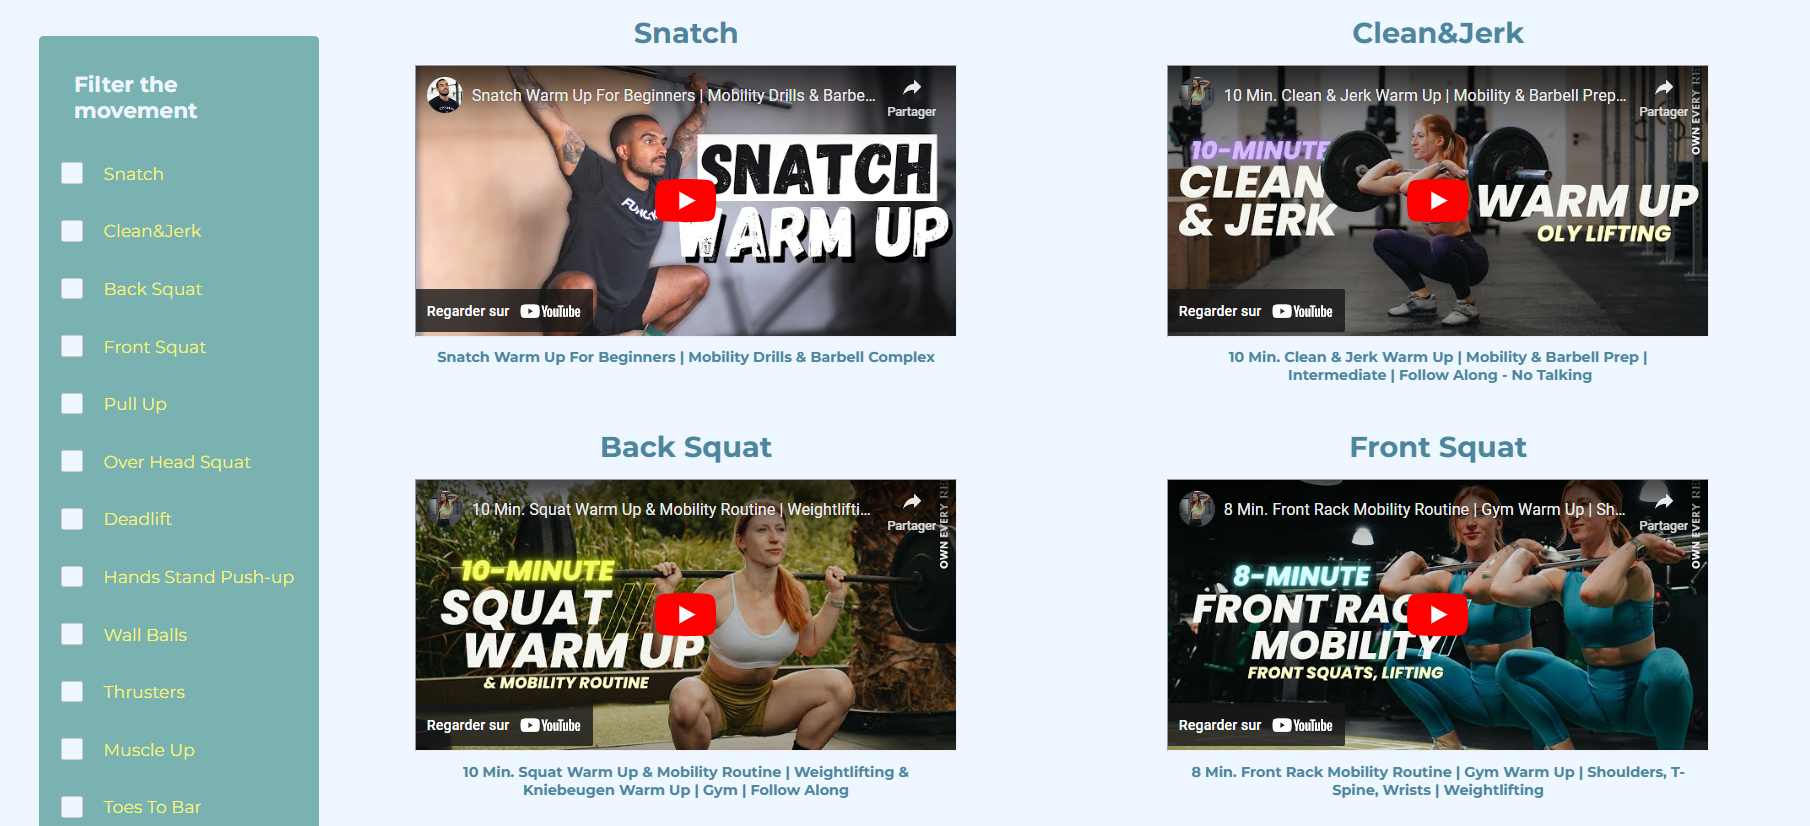 Filter the
movement
Snatch
Clean&Jerk
Back Squat
Front Squat
Pull Up
Over Head Squat
Deadlift
Hands Stand Push-up
Wall Balls
Thrusters
Muscle Up
Toes To Bar
Snatch
Snatch Warm Up For Beginners | Mobility Drills & Barbe...
Partager
SNATCH
WARM UP
Regarder sur YouTube
Snatch Warm Up For Beginners | Mobility Drills & Barbell Complex
Clean&Jerk
10 Min. Clean & Jerk Warm Up | Mobility & Barbell Prep...
Partager
OWN EVERY RE
10-MINUTE
CLEAN
& JERK
WARM UP
OLY LIFTING
Regarder sur YouTube
10 Min. Clean & Jerk Warm Up | Mobility & Barbell Prep |
Intermediate | Follow Along - No Talking
Back Squat
10 Min. Squat Warm Up & Mobility Routine | Weightlifti...
Partager
OWN EVERY RE
10-MINUTE
SQUAT
WARM UP
& MOBILITY ROUTINE
Regarder sur YouTube
10 Min. Squat Warm Up & Mobility Routine | Weightlifting &
Kniebeugen Warm Up | Gym | Follow Along
Front Squat
8 Min. Front Rack Mobility Routine | Gym Warm Up | Sh...
Partager
OWN EVERY RE
8-MINUTE
FRONT RAC
MOBILITY
FRONT SQUATS, LIFTING
Regarder sur YouTube
8 Min. Front Rack Mobility Routine | Gym Warm Up | Shoulders, T-
Spine, Wrists | Weightlifting